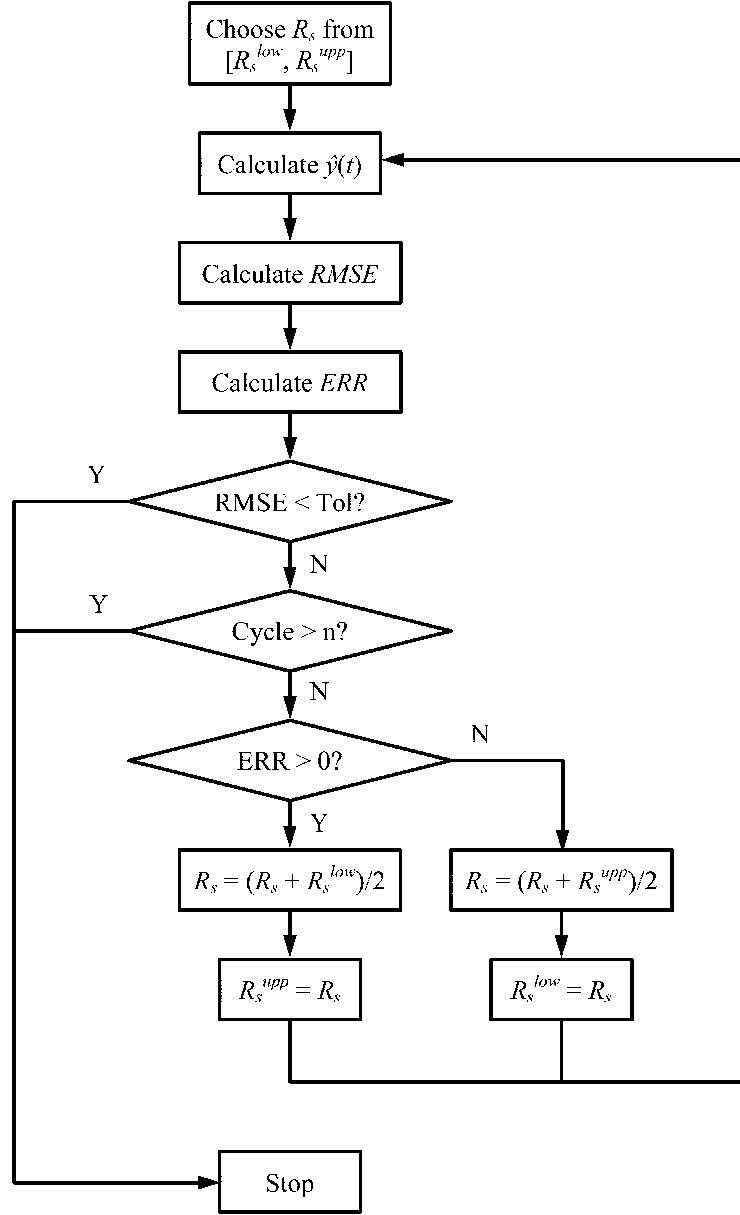 Choose Rₛ from
[Rₛˡᵒʷ, Rₛᵘᵖᵖ]
Calculate ŷ(t)
Calculate RMSE
Calculate ERR
Y
RMSE < Tol?
N
Y
Cycle > n?
N
N
ERR > 0?
Y
Rₛ = (Rₛ + Rₛˡᵒʷ)/2
Rₛ = (Rₛ + Rₛᵘᵖᵖ)/2
Rₛᵘᵖᵖ = Rₛ
Rₛˡᵒʷ = Rₛ
Stop